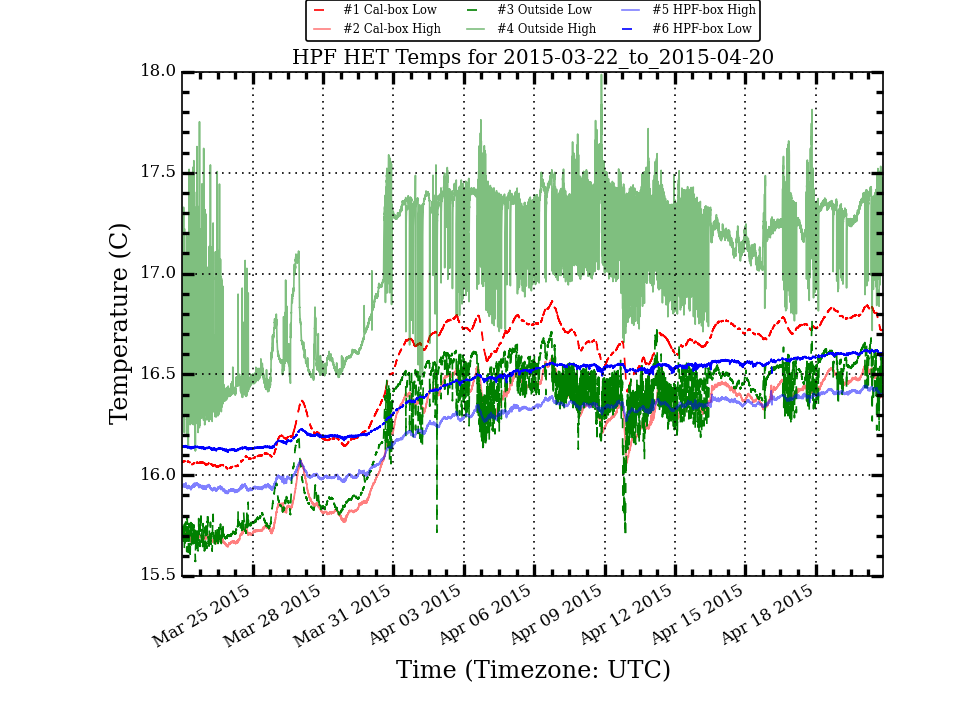 #1 Cal-box Low #3 Outside Low #5 HPF-box High
#2 Cal-box High #4 Outside High #6 HPF-box Low
HPF HET Temps for 2015-03-22_to_2015-04-20
18.0
17.5
17.0
16.5
16.0
15.5
Temperature (C)
Mar 25 2015 Mar 28 2015 Mar 31 2015 Apr 03 2015 Apr 06 2015 Apr 09 2015 Apr 12 2015 Apr 15 2015 Apr 18 2015
Time (Timezone: UTC)